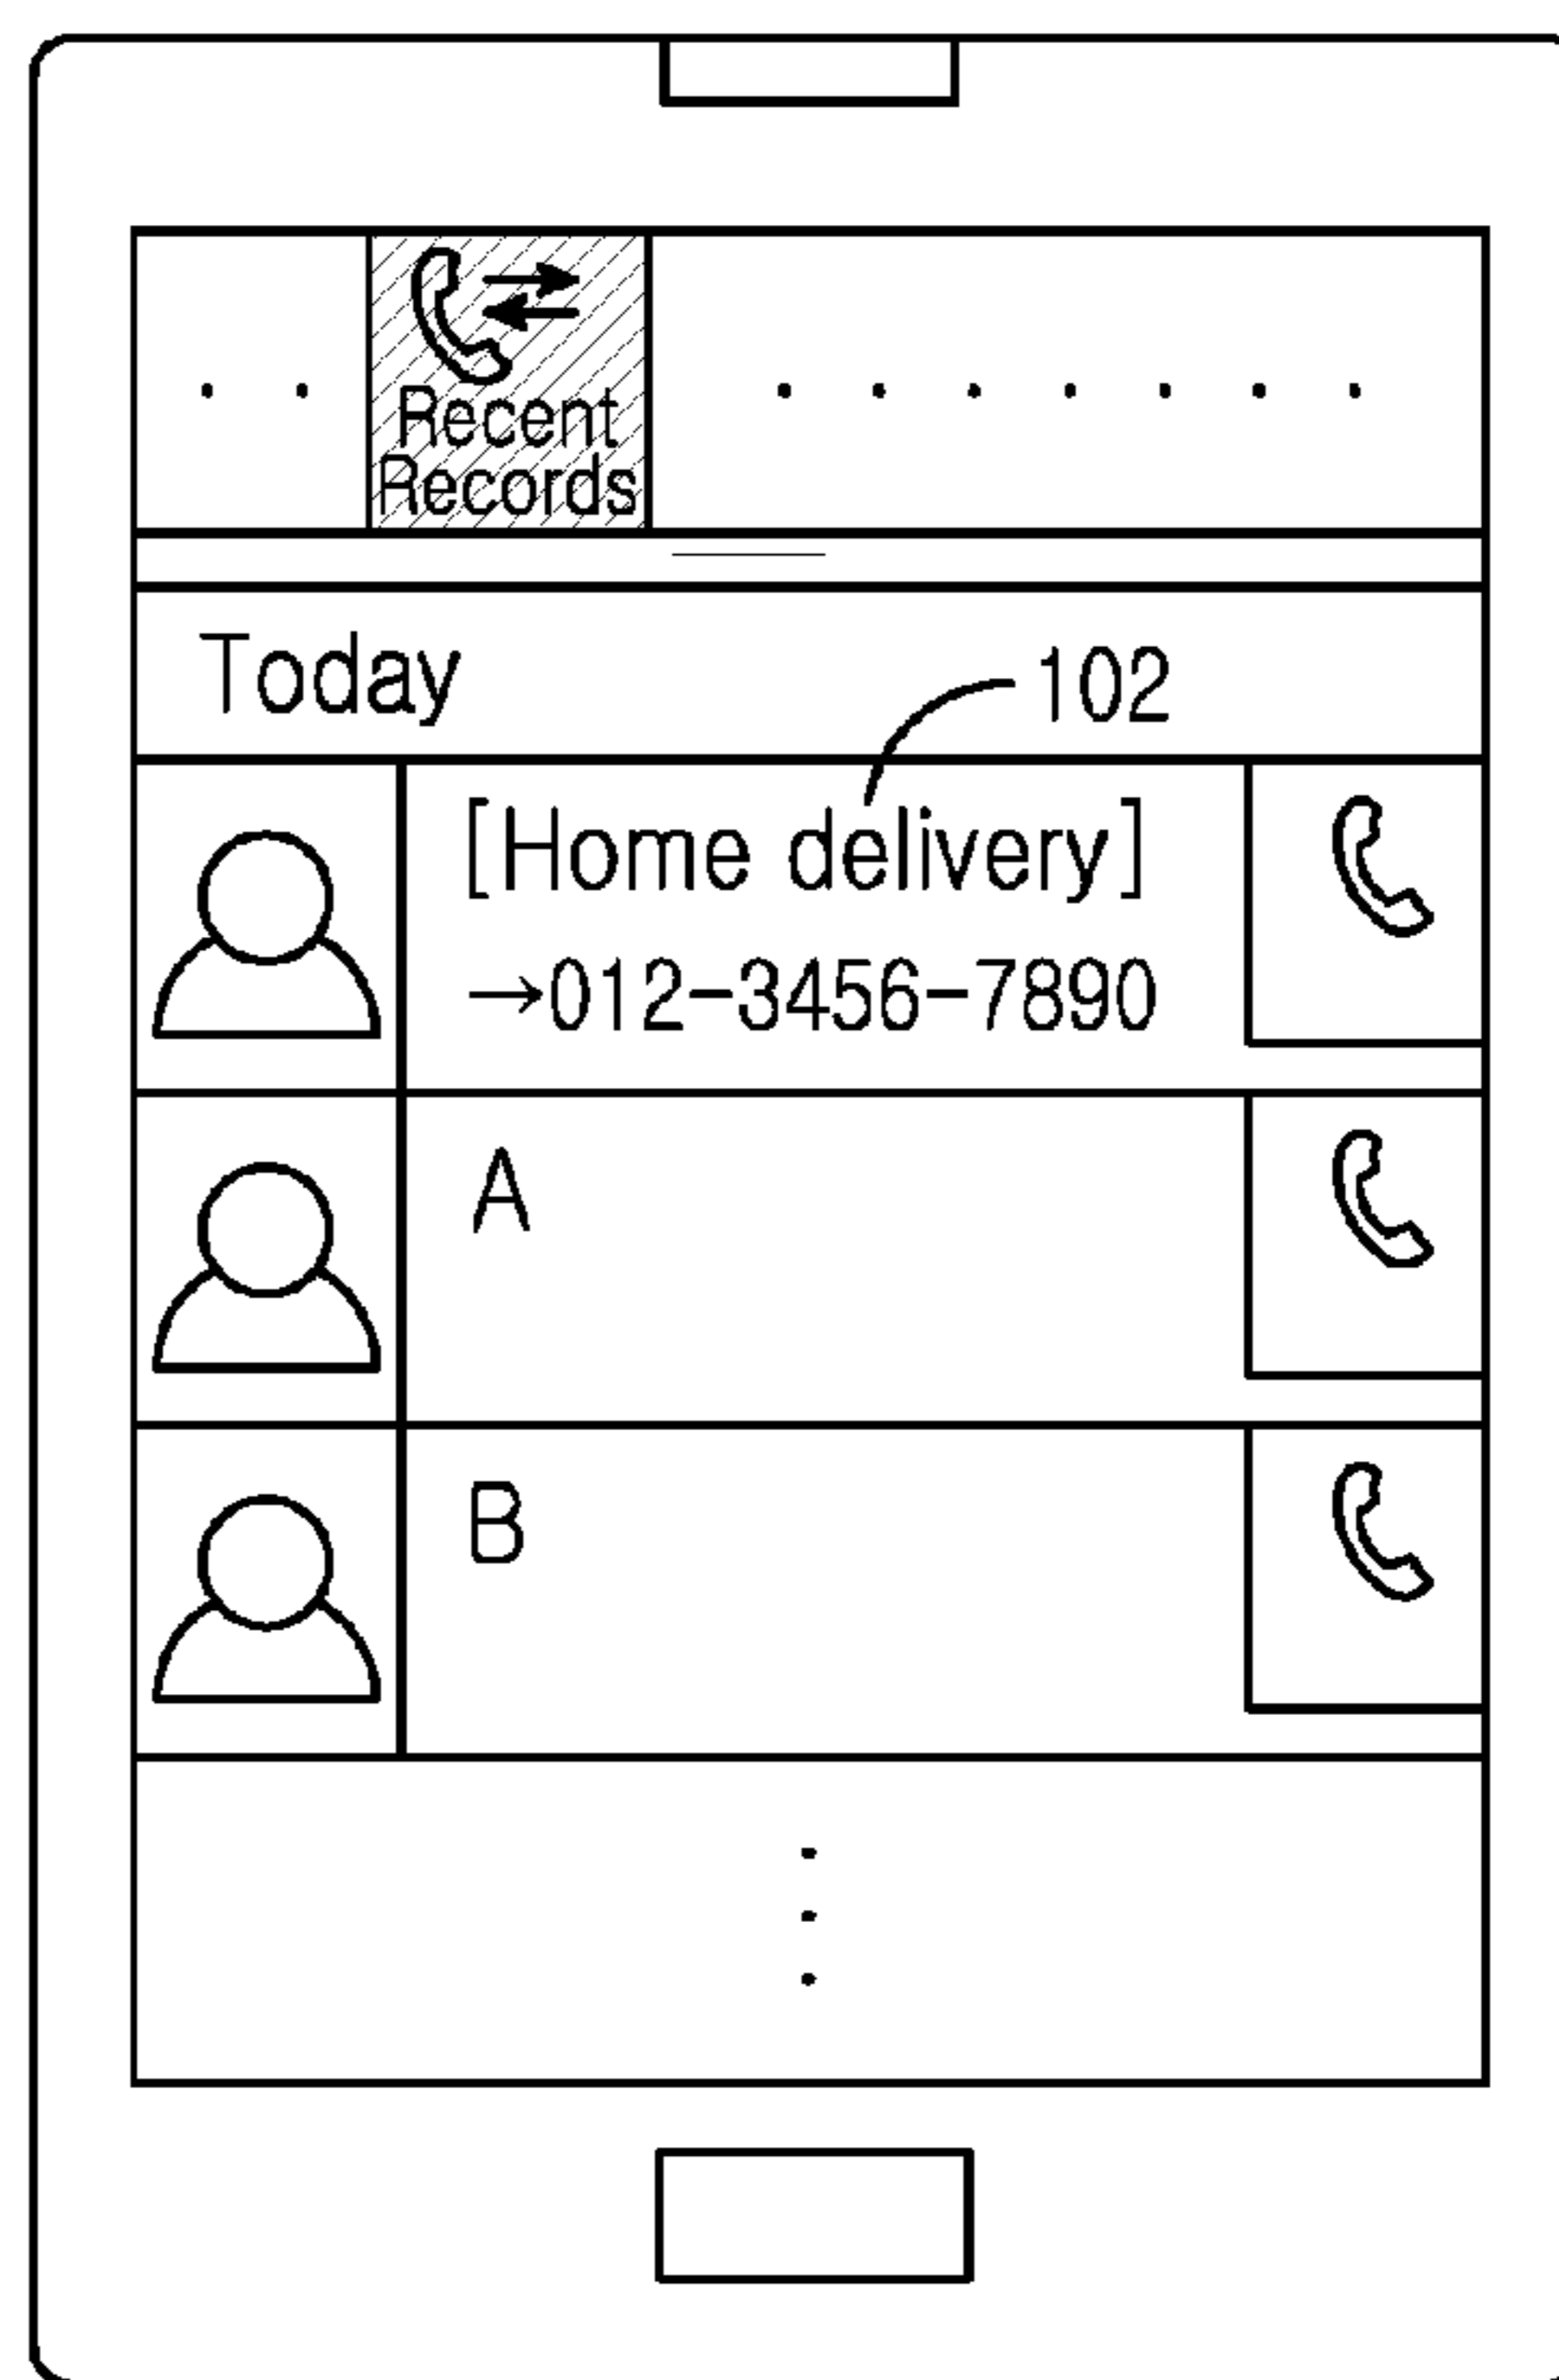 Recent
Records
Today
102
[Home delivery]
→012-3456-7890
A
B